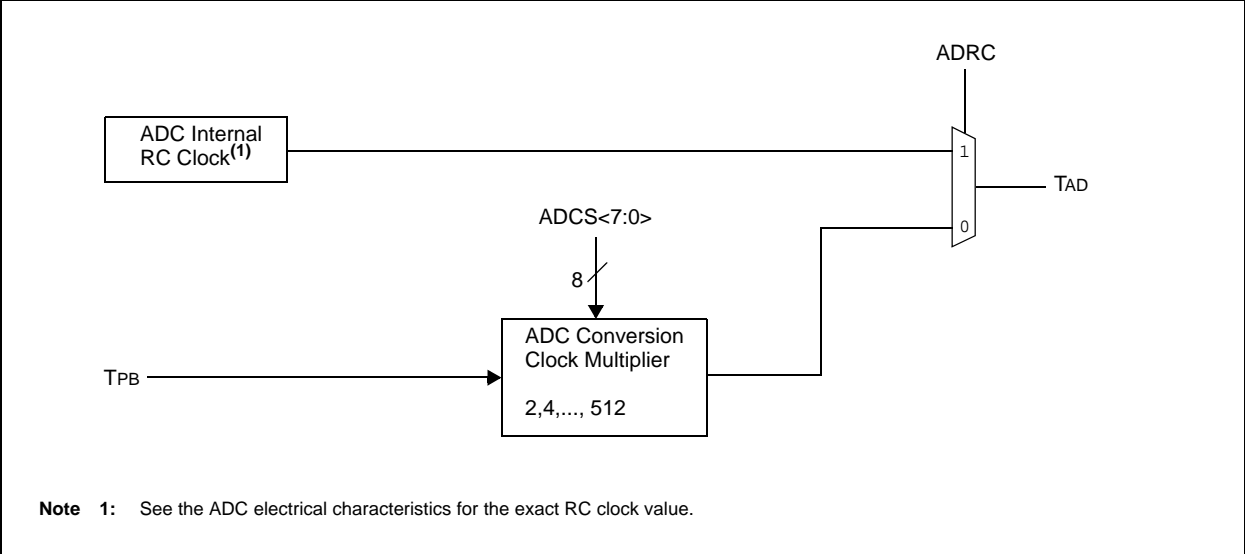 ADRC
ADC Internal
RC Clock(1)
1
TAD
ADCS<7:0>
0
8
ADC Conversion
Clock Multiplier
TPB
2,4,..., 512
Note 1: See the ADC electrical characteristics for the exact RC clock value.